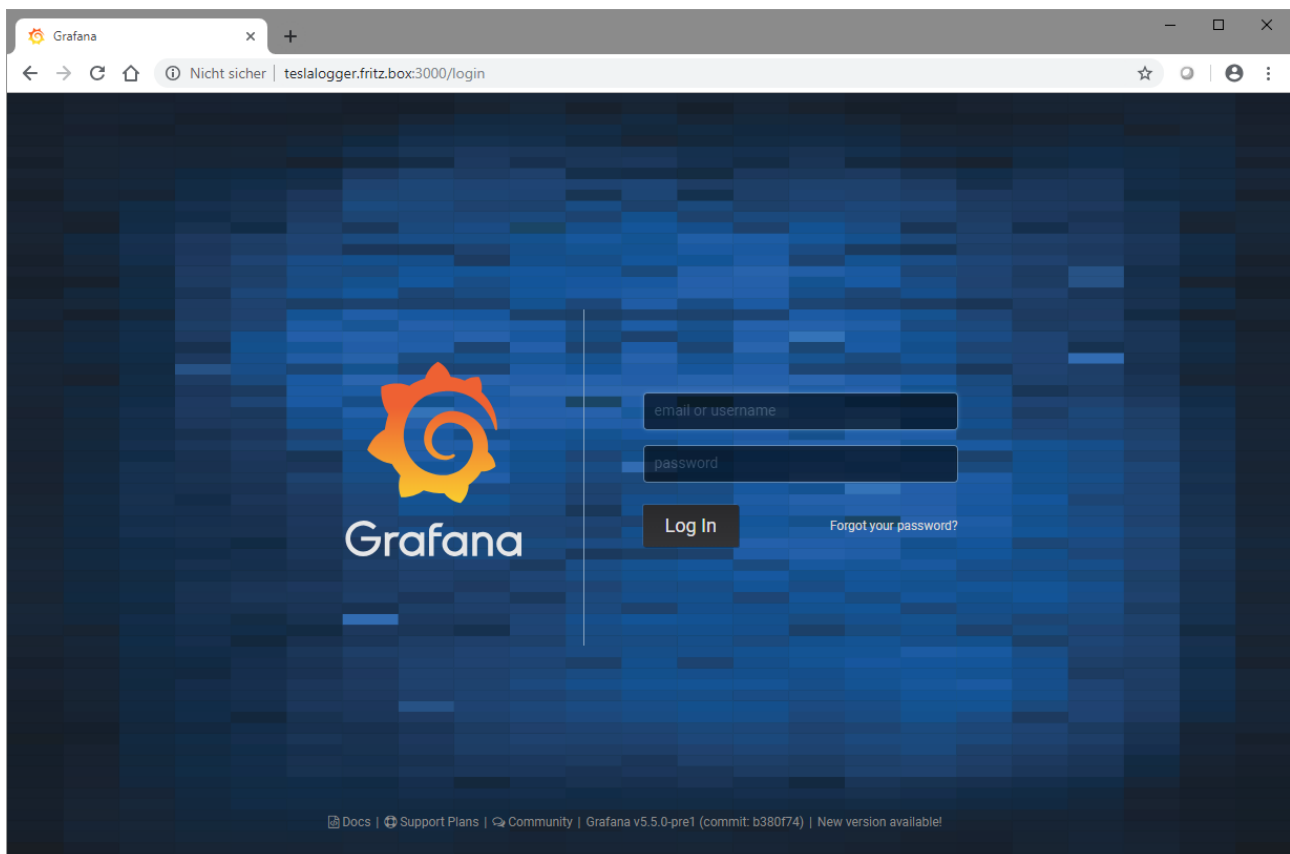 Grafana
Nicht sicher | teslalogger.fritz.box:3000/login
email or username
password
Log In
Forgot your password?
Grafana
Docs | Support Plans | Community | Grafana v5.5.0-pre1 (commit: b380f74) | New version available!